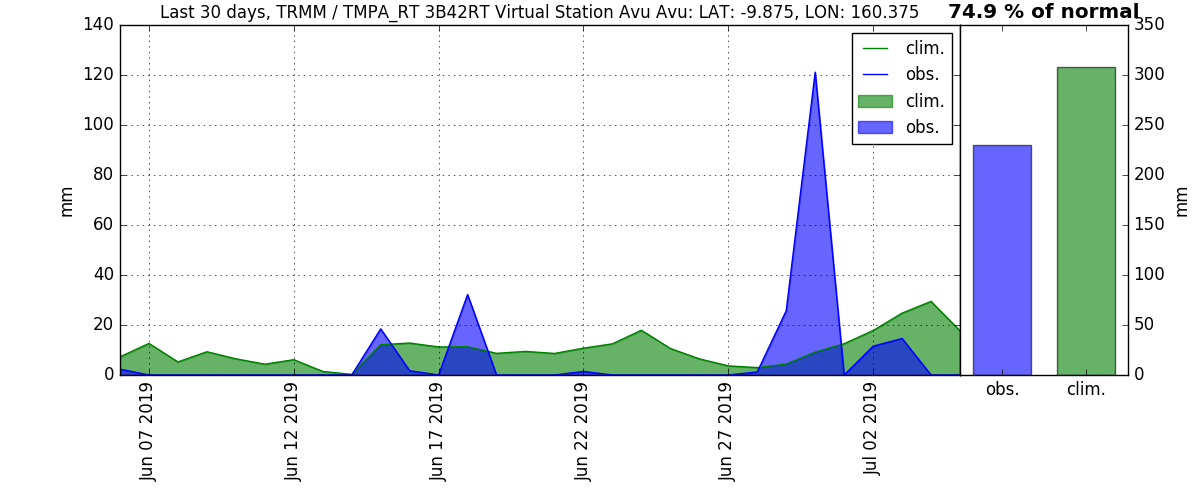 Last 30 days, TRMM / TMPA_RT 3B42RT Virtual Station Avu Avu: LAT: -9.875, LON: 160.375
74.9 % of normal
140
120
100
80
60
40
20
0
mm
clim.
obs.
clim.
obs.
Jun 07 2019
Jun 12 2019
Jun 17 2019
Jun 22 2019
Jun 27 2019
Jul 02 2019
350
300
250
200
150
100
50
0
mm
obs.
clim.